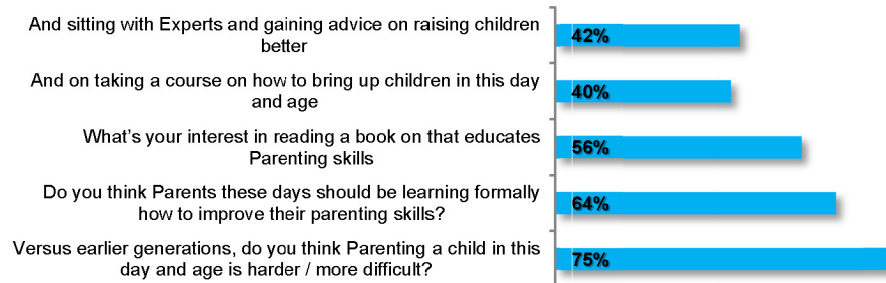 And sitting with Experts and gaining advice on raising children
better
42%
And on taking a course on how to bring up children in this day
and age
40%
What's your interest in reading a book on that educates
Parenting skills
56%
Do you think Parents these days should be learning formally
how to improve their parenting skills?
64%
Versus earlier generations, do you think Parenting a child in this
day and age is harder / more difficult?
75%